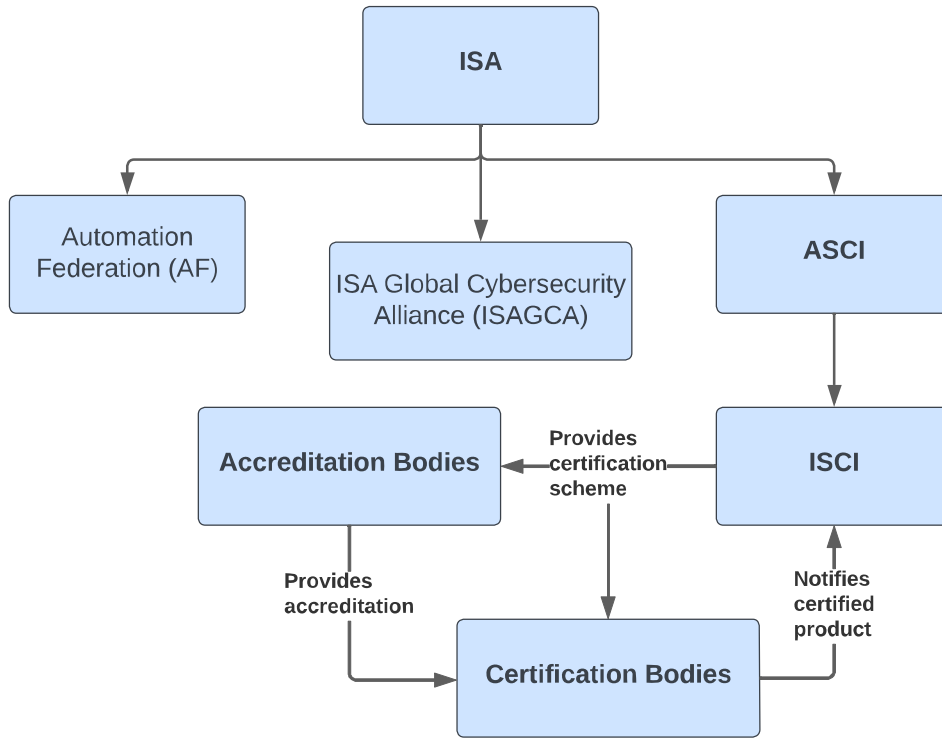 ISA
Automation
Federation (AF)
ISA Global Cybersecurity
Alliance (ISAGCA)
ASCI
Accreditation Bodies
Provides
certification
scheme
ISCI
Provides
accreditation
Notifies
certified
product
Certification Bodies